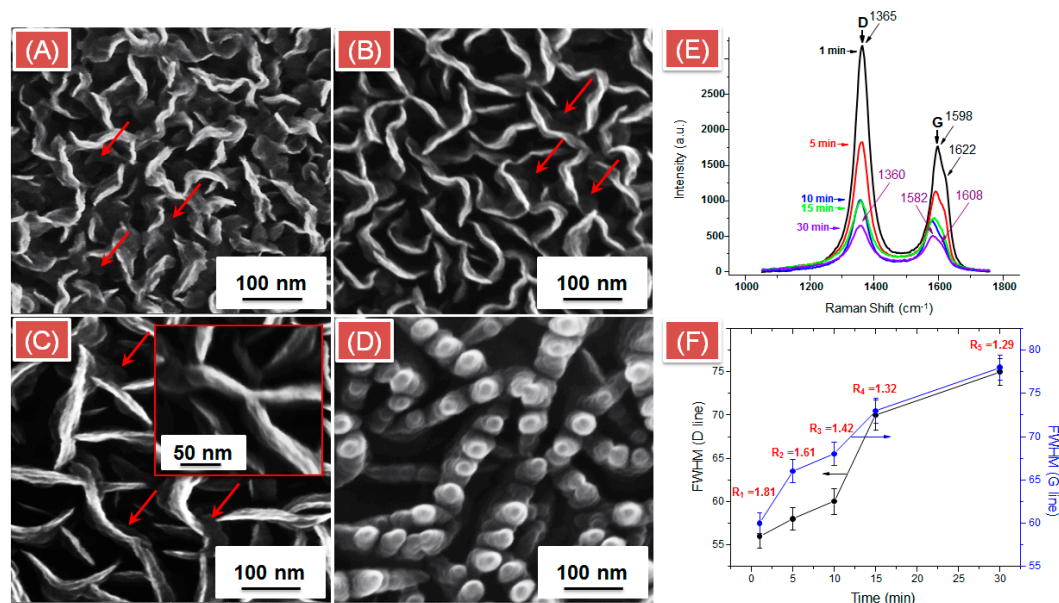 (A)
100 nm
(B)
100 nm
(C)
50 nm
100 nm
(D)
100 nm
(E)
D
1365
1 min
G
1598
1622
5 min
1360
1582
1608
10 min
15 min
30 min
Intensity (a.u.)
2500
2000
1500
1000
500
0
1000
1200
1400
1600
1800
Raman Shift (cm⁻¹)
(F)
R₁ =1.81
R₂ =1.61
R₃ =1.42
R₄ =1.32
R₅ =1.29
FWHM (D line)
75
70
65
60
55
FWHM (G line)
80
75
70
65
60
55
0
5
10
15
20
25
30
Time (min)